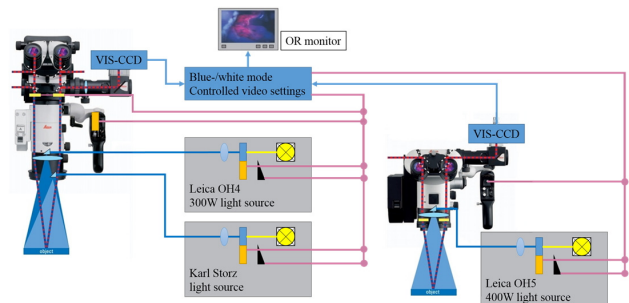 OR monitor
VIS-CCD
Blue-/white mode
Controlled video settings
VIS-CCD
Leica OH4
300W light source
object
Karl Storz
light source
object
Leica OH5
400W light source